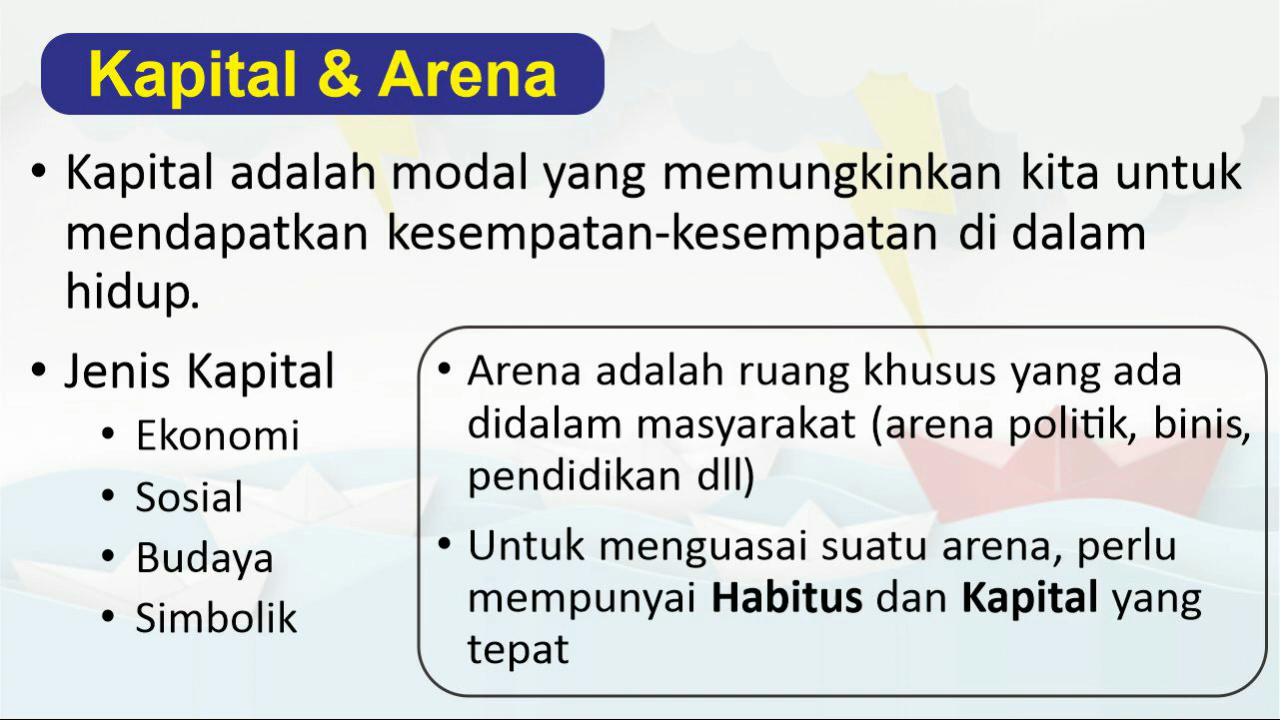 Kapital & Arena
• Kapital adalah modal yang memungkinkan kita untuk
mendapatkan kesempatan-kesempatan di dalam
hidup.
• Jenis Kapital
• Ekonomi
• Sosial
• Budaya
• Simbolik
• Arena adalah ruang khusus yang ada
didalam masyarakat (arena politik, binis,
pendidikan dll)
• Untuk menguasai suatu arena, perlu
mempunyai Habitus dan Kapital yang
tepat